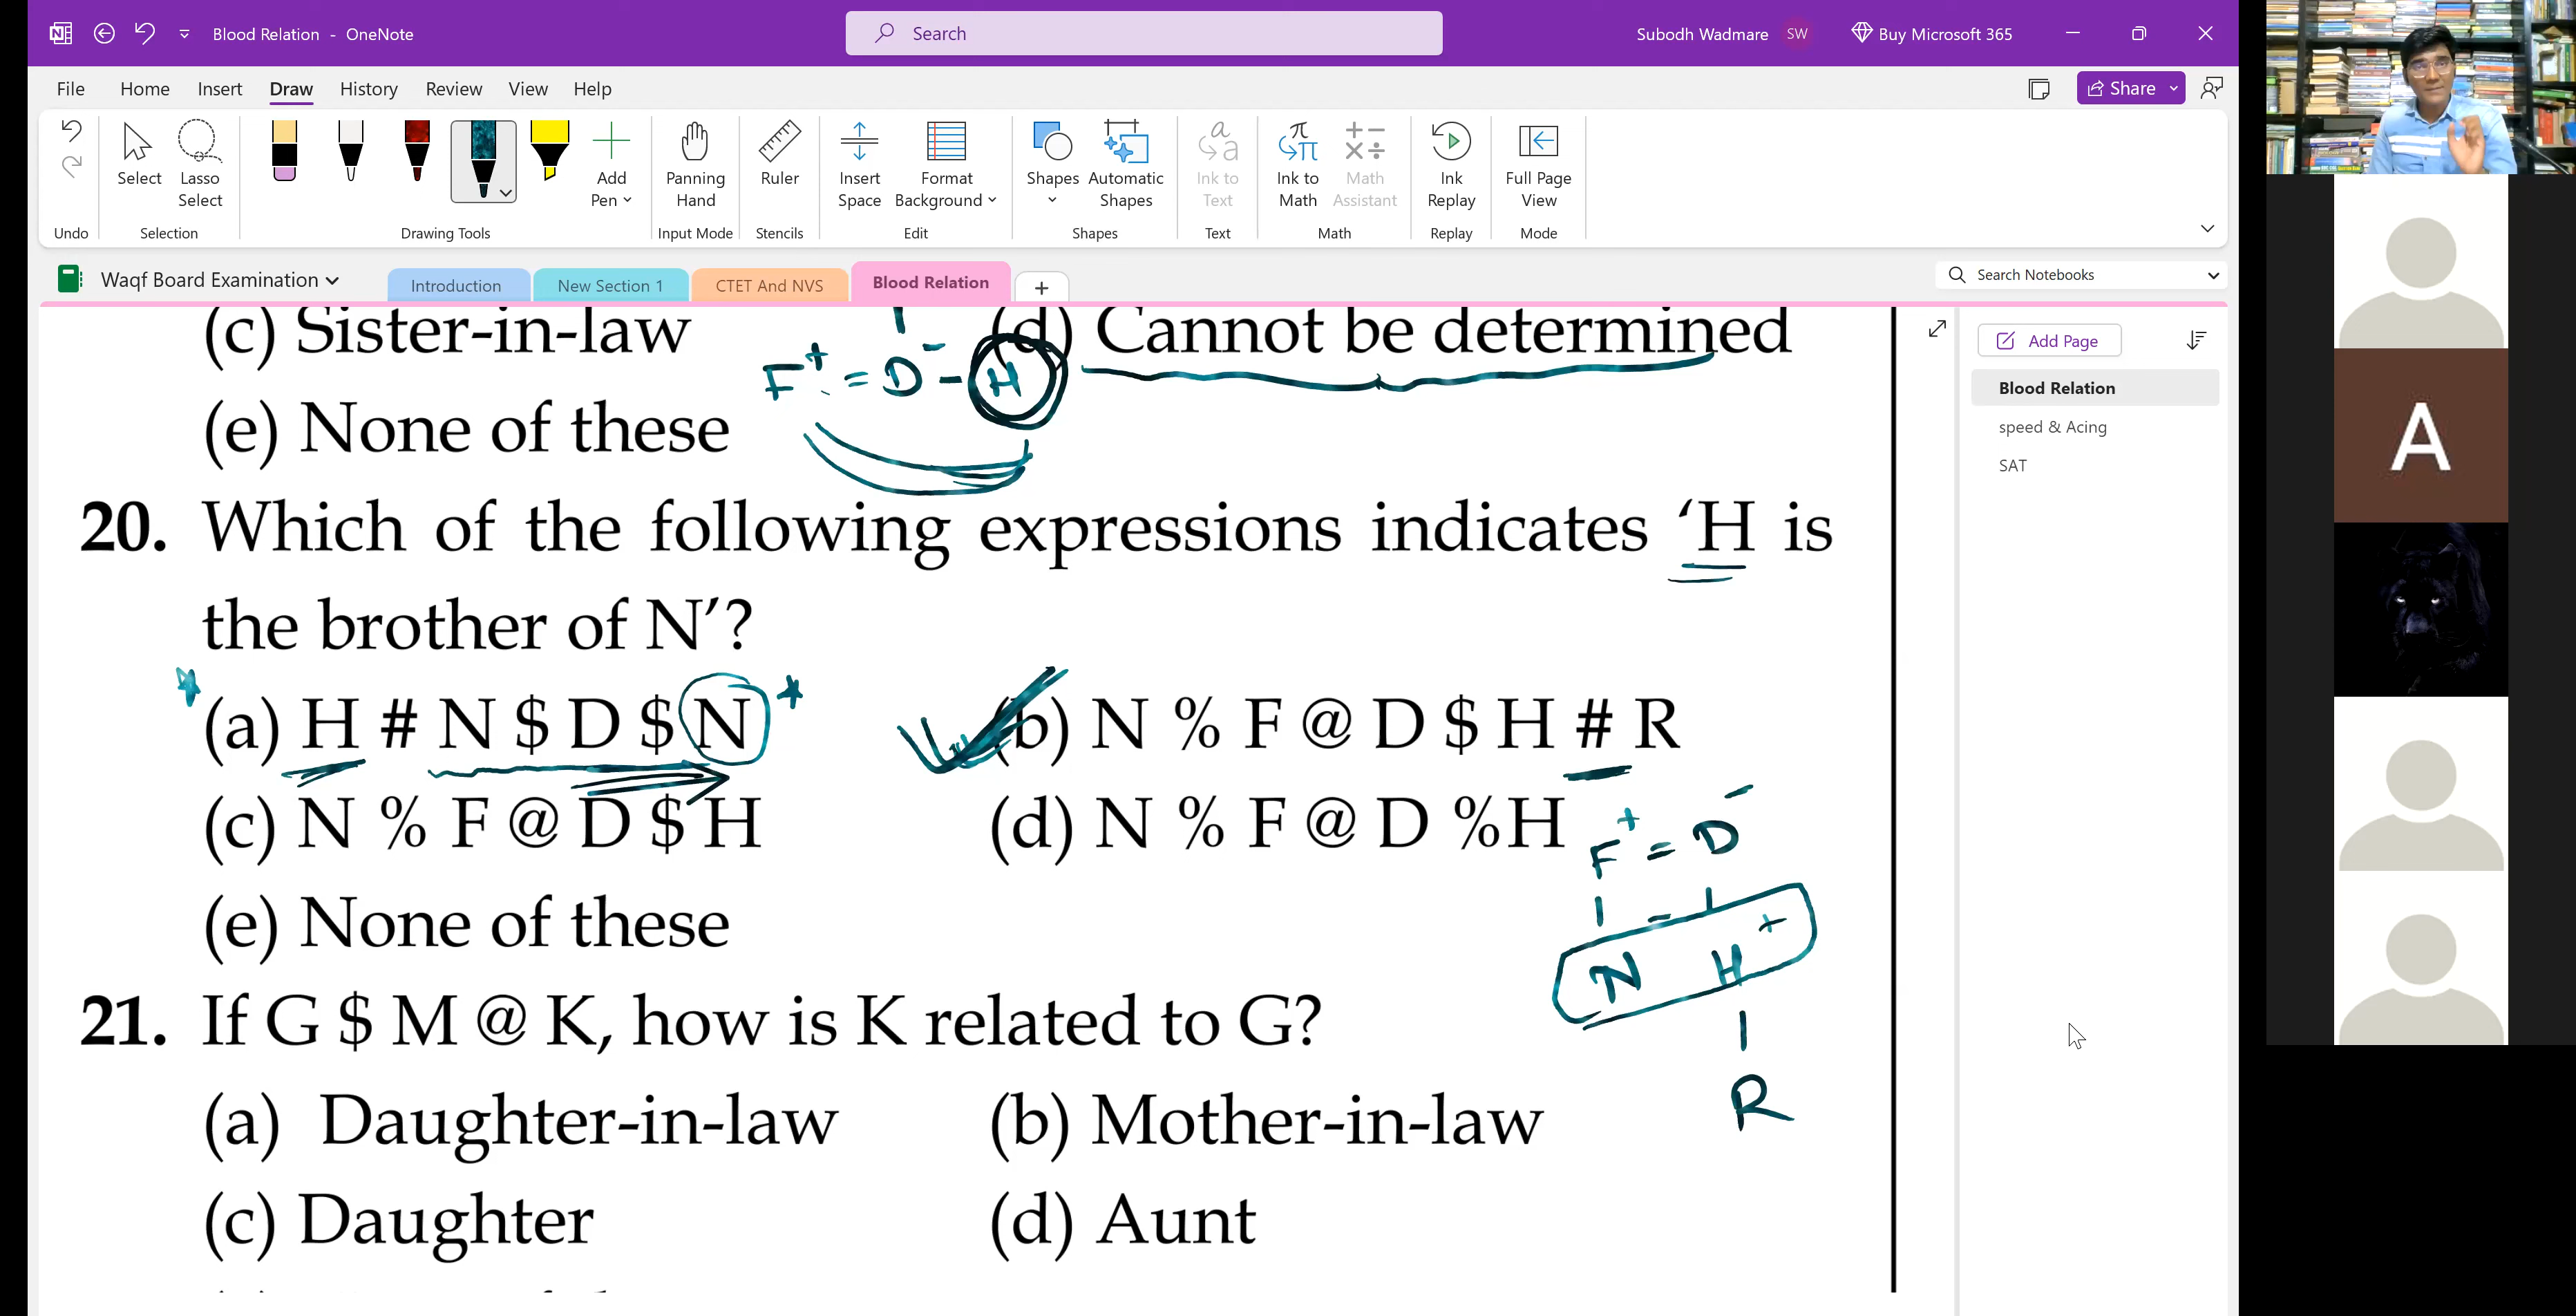 Blood Relation - OneNote
Search
Subodh Wadmare SW
Buy Microsoft 365
File Home Insert Draw History Review View Help
Share
Select
Lasso Select
Add Pen
Panning Hand
Ruler
Insert Space
Format Background
Shapes
Automatic Shapes
Ink to Text
Ink to Math
Math Assistant
Ink Replay
Full Page View
Undo Selection Drawing Tools Input Mode Stencils Edit Shapes Text Math Replay Mode
Waqf Board Examination Introduction New Section 1 CTET And NVS Blood Relation +
Search Notebooks
Add Page
Blood Relation
speed & Acing
SAT
(c) Sister-in-law (d) Cannot be determined
F+ = D- - H
(e) None of these
20. Which of the following expressions indicates ‘H is
the brother of N’?
(a) H # N $ D $ N (b) N % F @ D $ H # R
(c) N % F @ D $ H (d) N % F @ D %H
F+ = D-
(e) None of these
N - H+
R
21. If G $ M @ K, how is K related to G?
(a) Daughter-in-law (b) Mother-in-law
(c) Daughter (d) Aunt
A